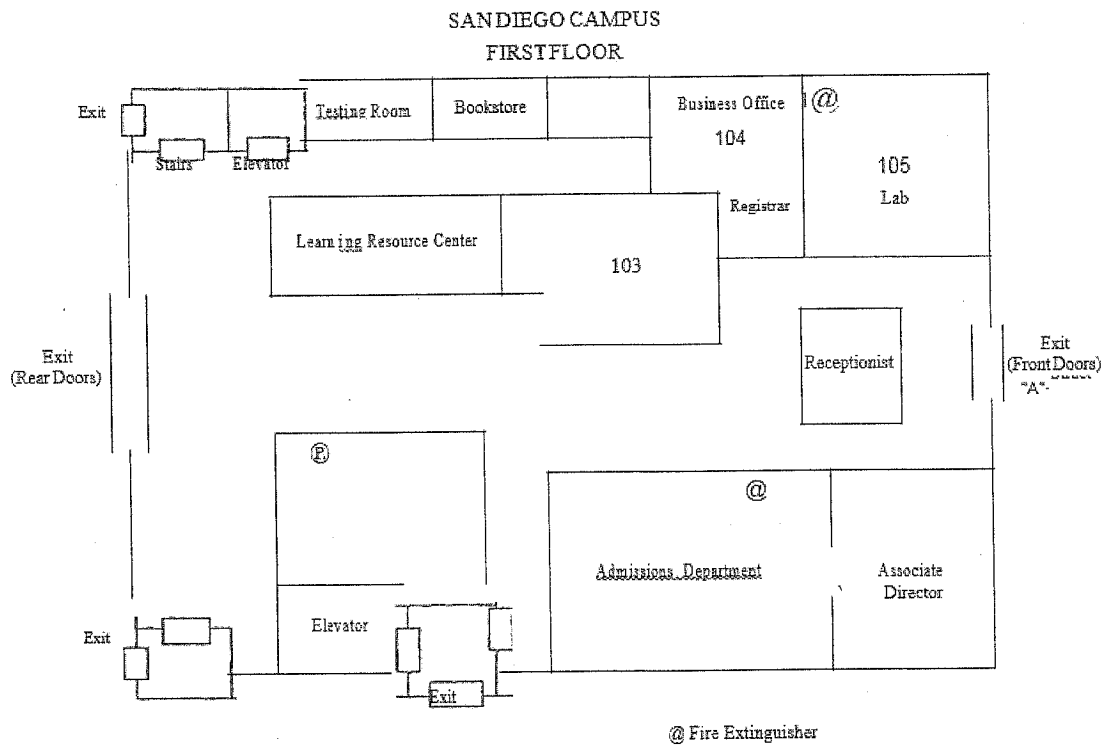 SAN DIEGO CAMPUS
FIRST FLOOR
Exit
Testing Room
Bookstore
Business Office
@
104
Stairs
Elevator
105
Lab
Registrar
Learning Resource Center
103
Exit
(Rear Doors)
Receptionist
Exit
(Front Doors)
"A"-
@
Admissions Department
Associate
Director
Exit
Elevator
Exit
@ Fire Extinguisher